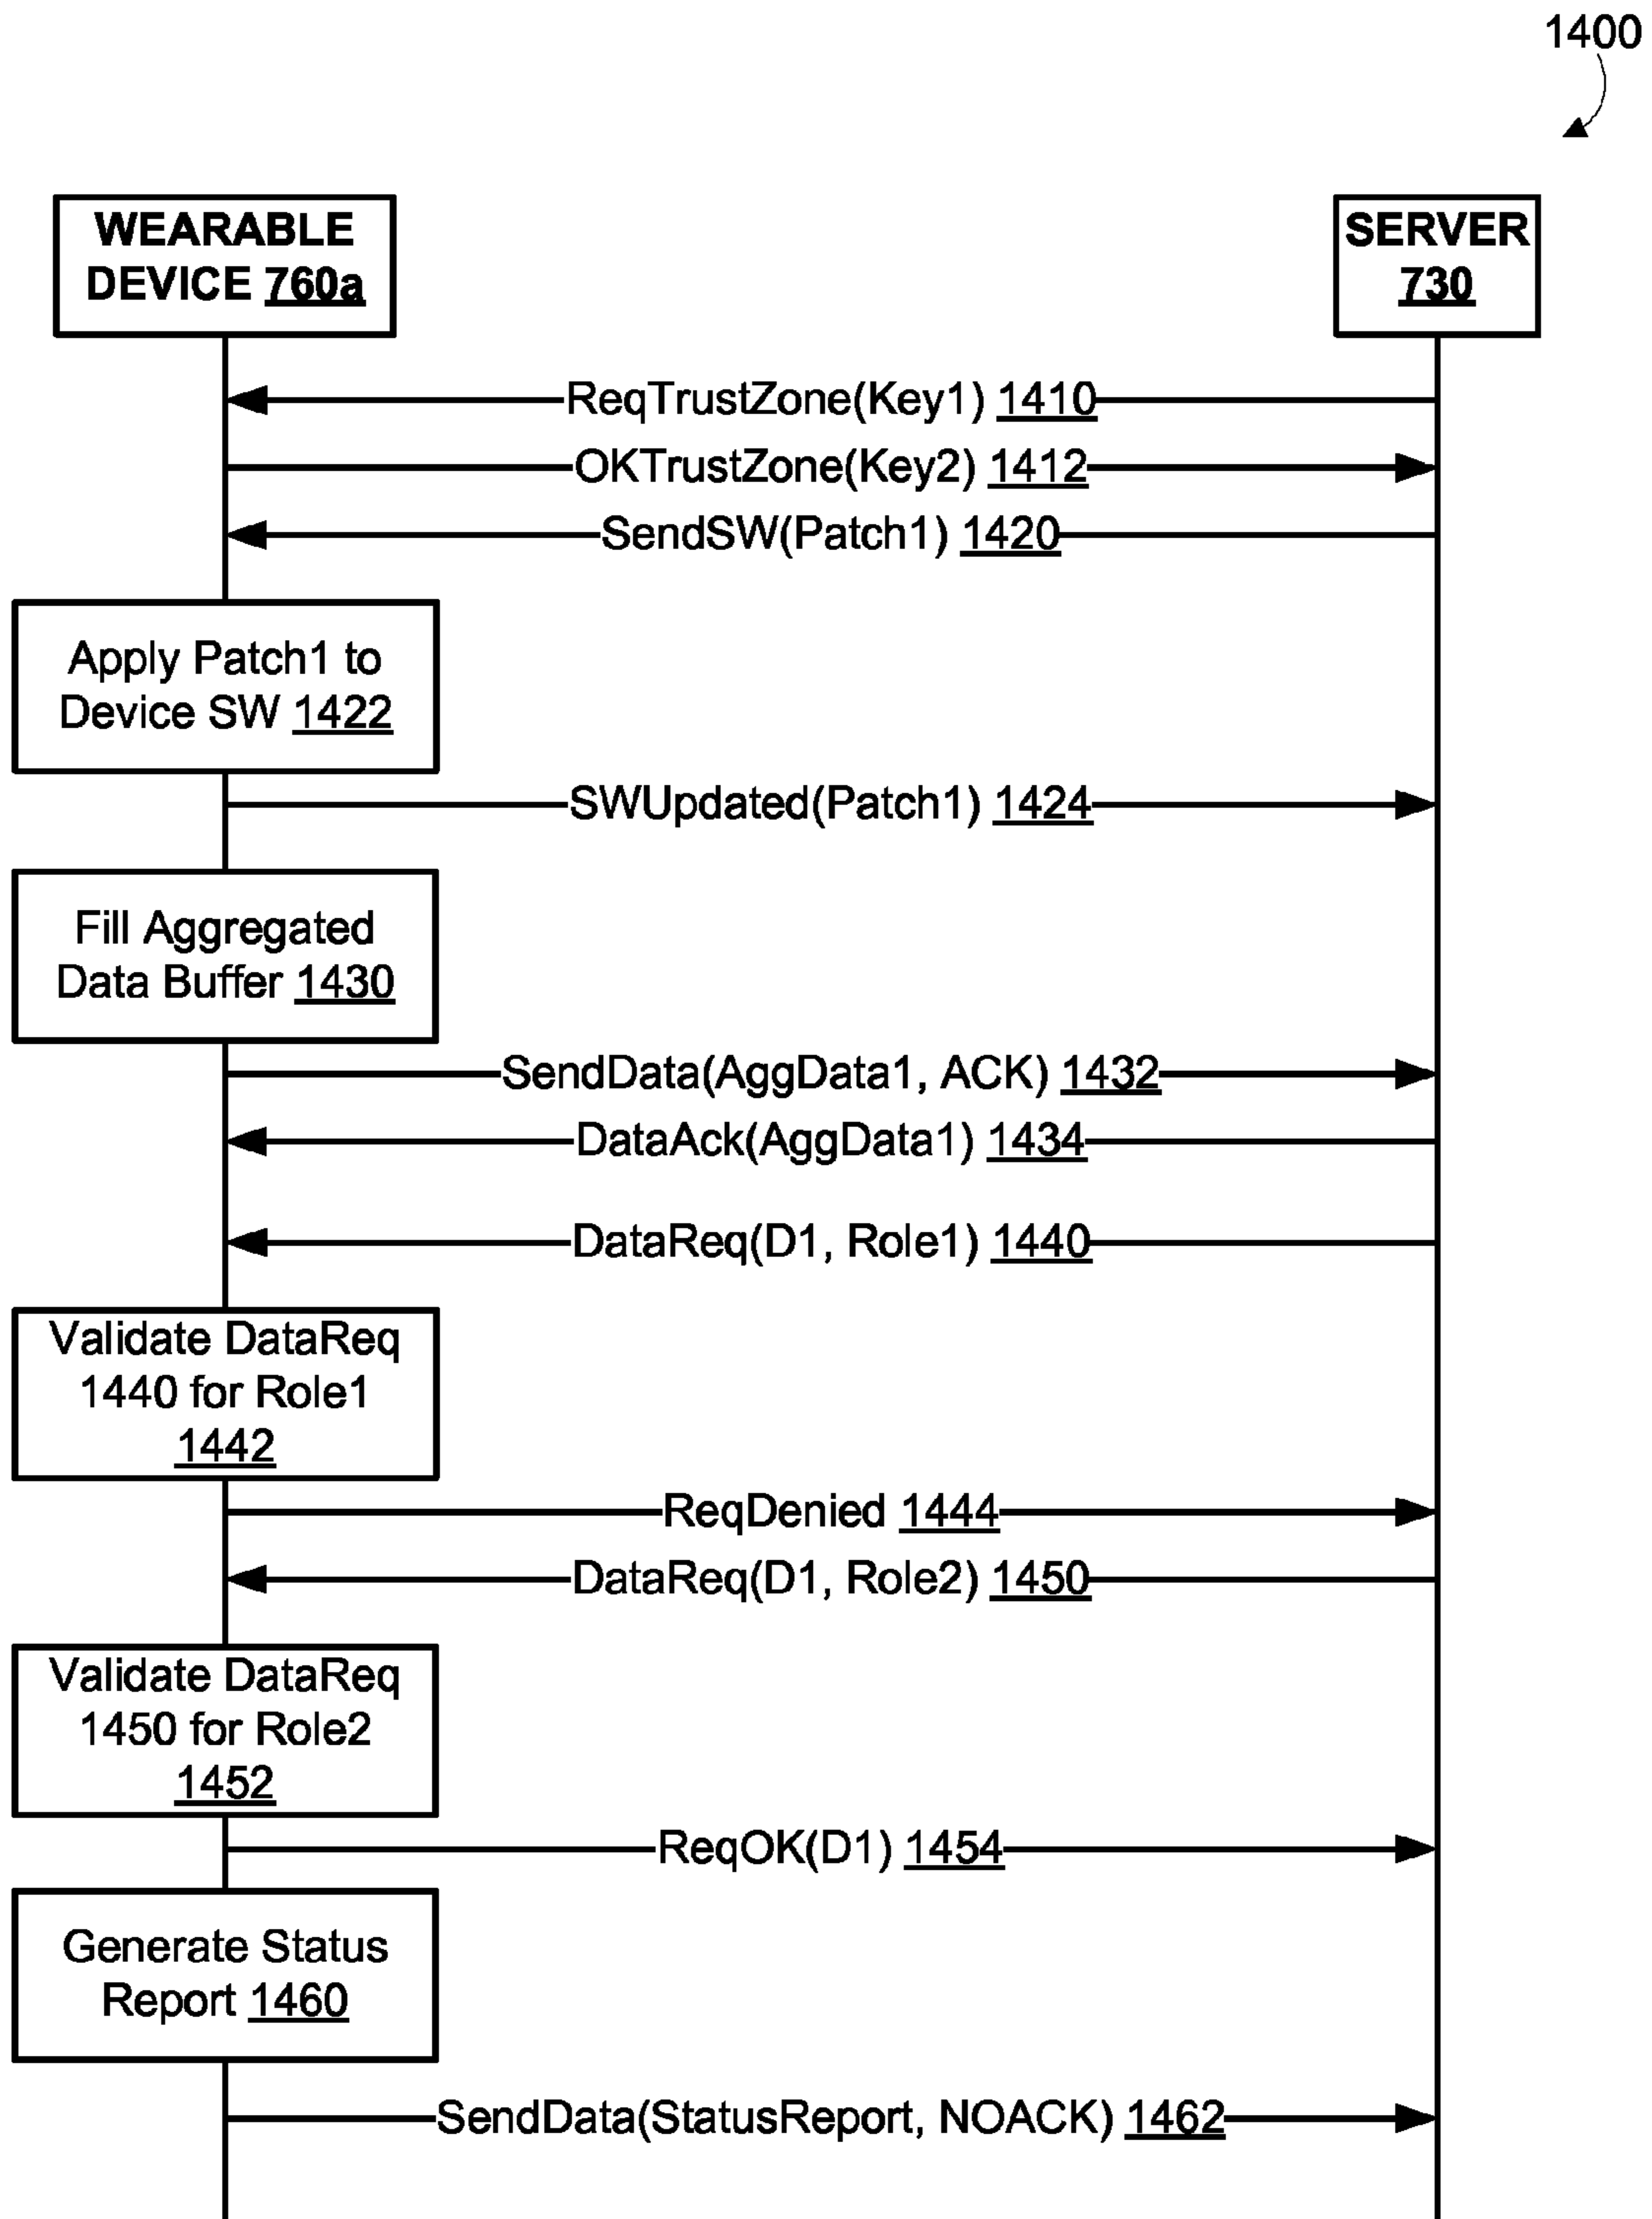 1400
WEARABLE
DEVICE 760a
SERVER
730
ReqTrustZone(Key1) 1410
OKTrustZone(Key2) 1412
SendSW(Patch1) 1420
Apply Patch1 to
Device SW 1422
SWUpdated(Patch1) 1424
Fill Aggregated
Data Buffer 1430
SendData(AggData1, ACK) 1432
DataAck(AggData1) 1434
DataReq(D1, Role1) 1440
Validate DataReq
1440 for Role1
1442
ReqDenied 1444
DataReq(D1, Role2) 1450
Validate DataReq
1450 for Role2
1452
ReqOK(D1) 1454
Generate Status
Report 1460
SendData(StatusReport, NOACK) 1462